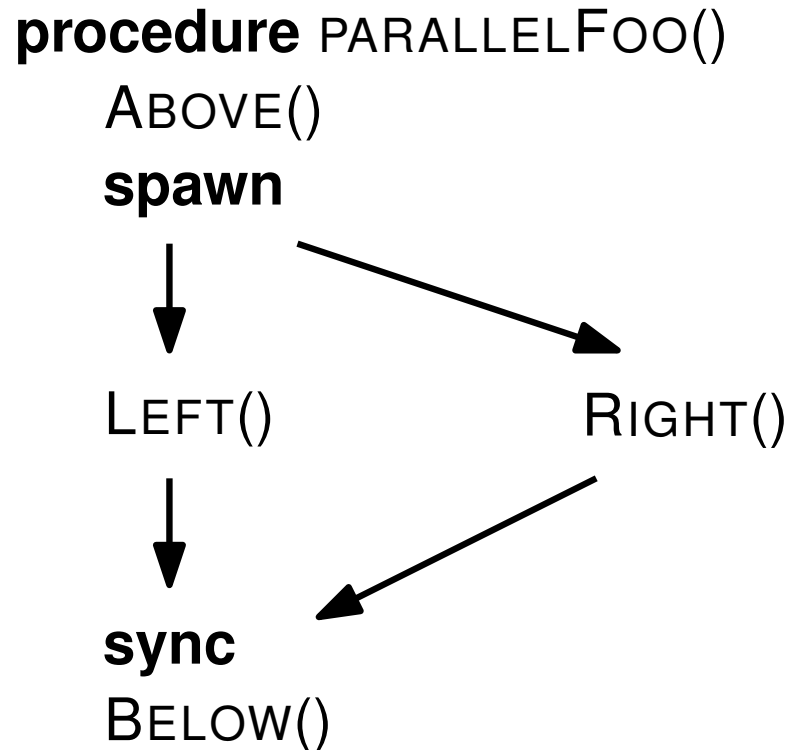 procedure PARALLELFOO()
ABOVE()
spawn
LEFT() RIGHT()
sync
BELOW()